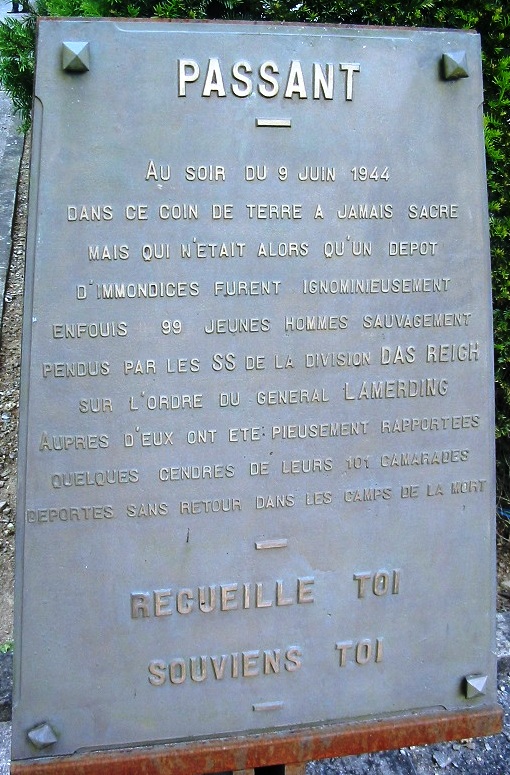 PASSANT
AU SOIR DU 9 JUIN 1944
DANS CE COIN DE TERRE A JAMAIS SACRE
MAIS QUI N'ETAIT ALORS QU'UN DEPOT
D'IMMONDICES FURENT IGNOMINIEUSEMENT
ENFOUIS 99 JEUNES HOMMES SAUVAGEMENT
PENDUS PAR LES SS DE LA DIVISION DAS REICH
SUR L'ORDRE DU GENERAL LAMERDING
AUPRES D'EUX ONT ETE: PIEUSEMENT RAPPORTEES
QUELQUES CENDRES DE LEURS 101 CAMARADES
DEPORTES SANS RETOUR DANS LES CAMPS DE LA MORT
RECUEILLE TOI
SOUVIENS TOI